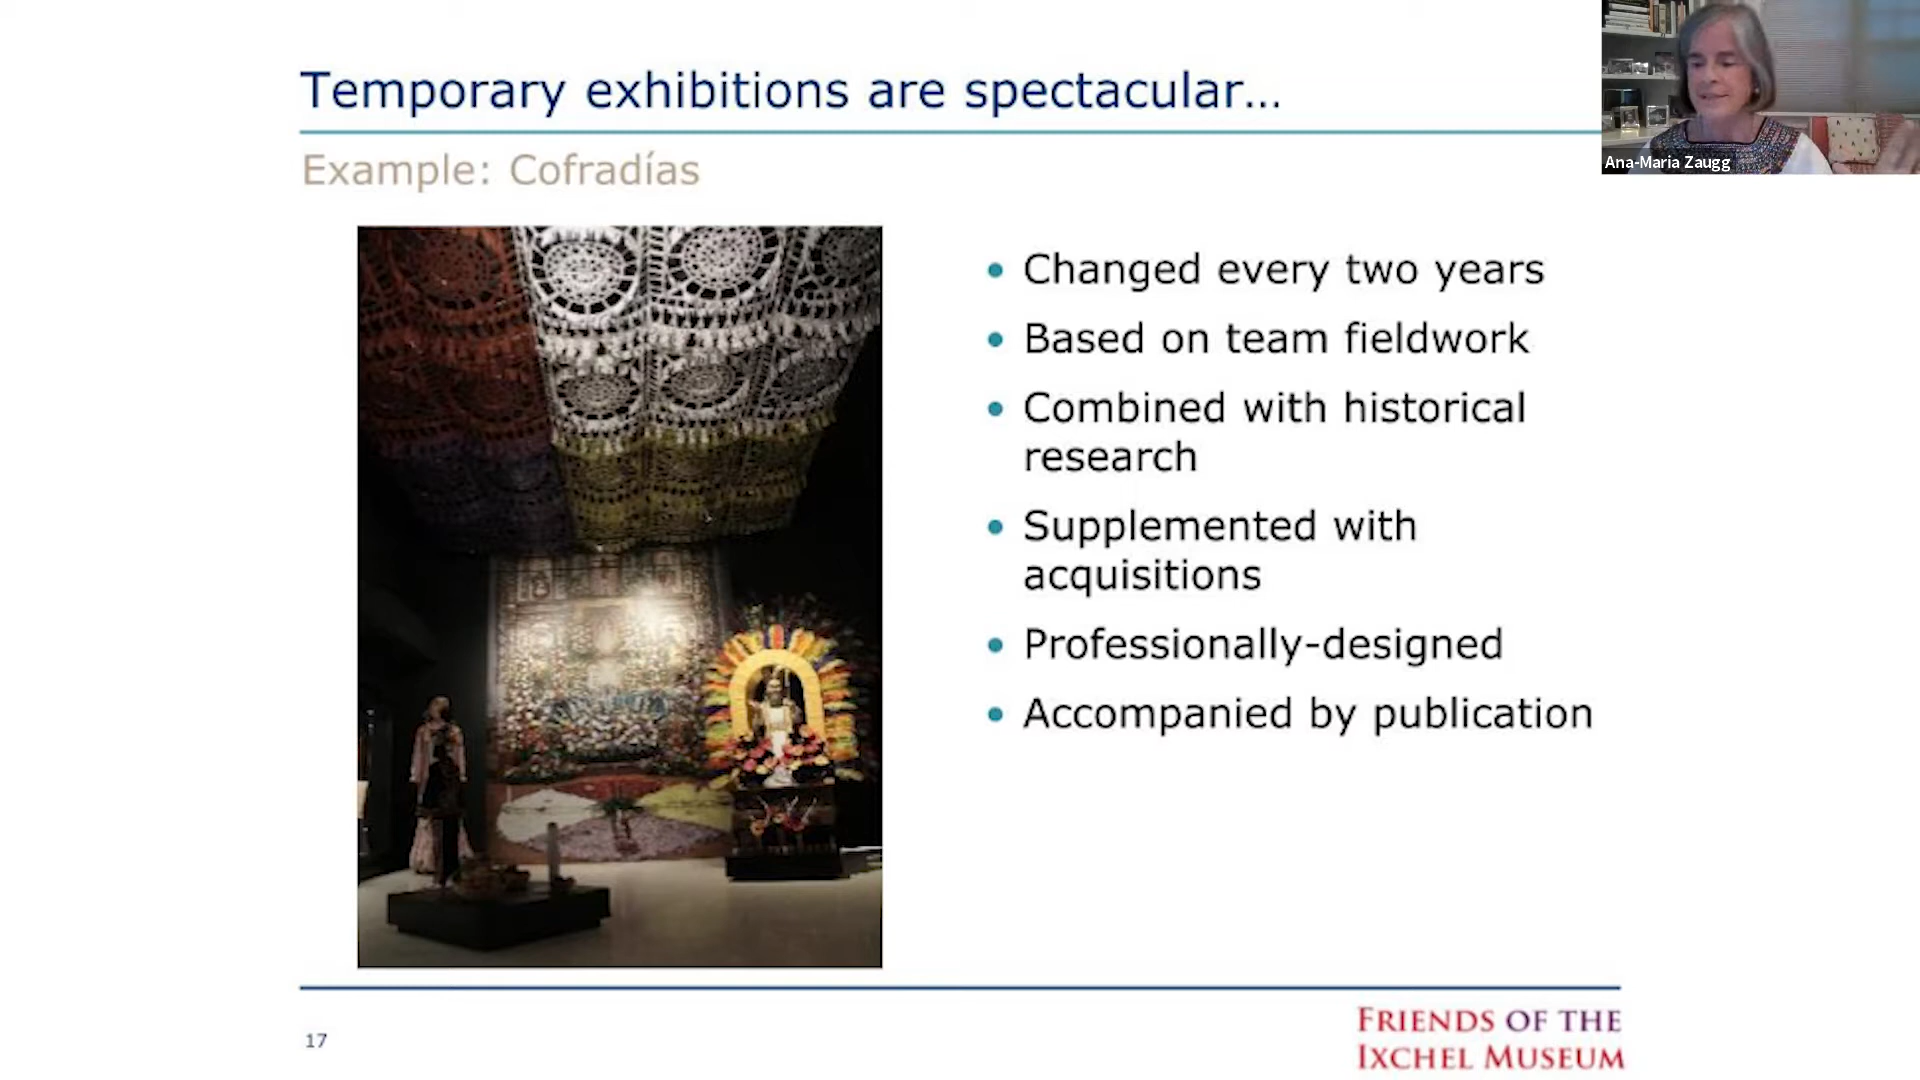 Temporary exhibitions are spectacular...
Example: Cofradías
Ana-Maria Zaugg
• Changed every two years
• Based on team fieldwork
• Combined with historical
research
• Supplemented with
acquisitions
• Professionally-designed
• Accompanied by publication
17
FRIENDS OF THE
IXCHEL MUSEUM